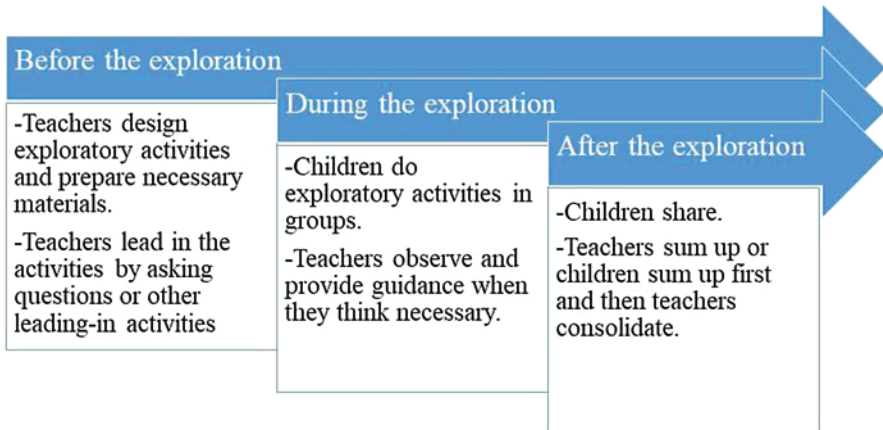 Before the exploration
-Teachers design
exploratory activities
and prepare necessary
materials.
-Teachers lead in the
activities by asking
questions or other
leading-in activities
During the exploration
-Children do
exploratory activities in
groups.
-Teachers observe and
provide guidance when
they think necessary.
After the exploration
-Children share.
-Teachers sum up or
children sum up first
and then teachers
consolidate.